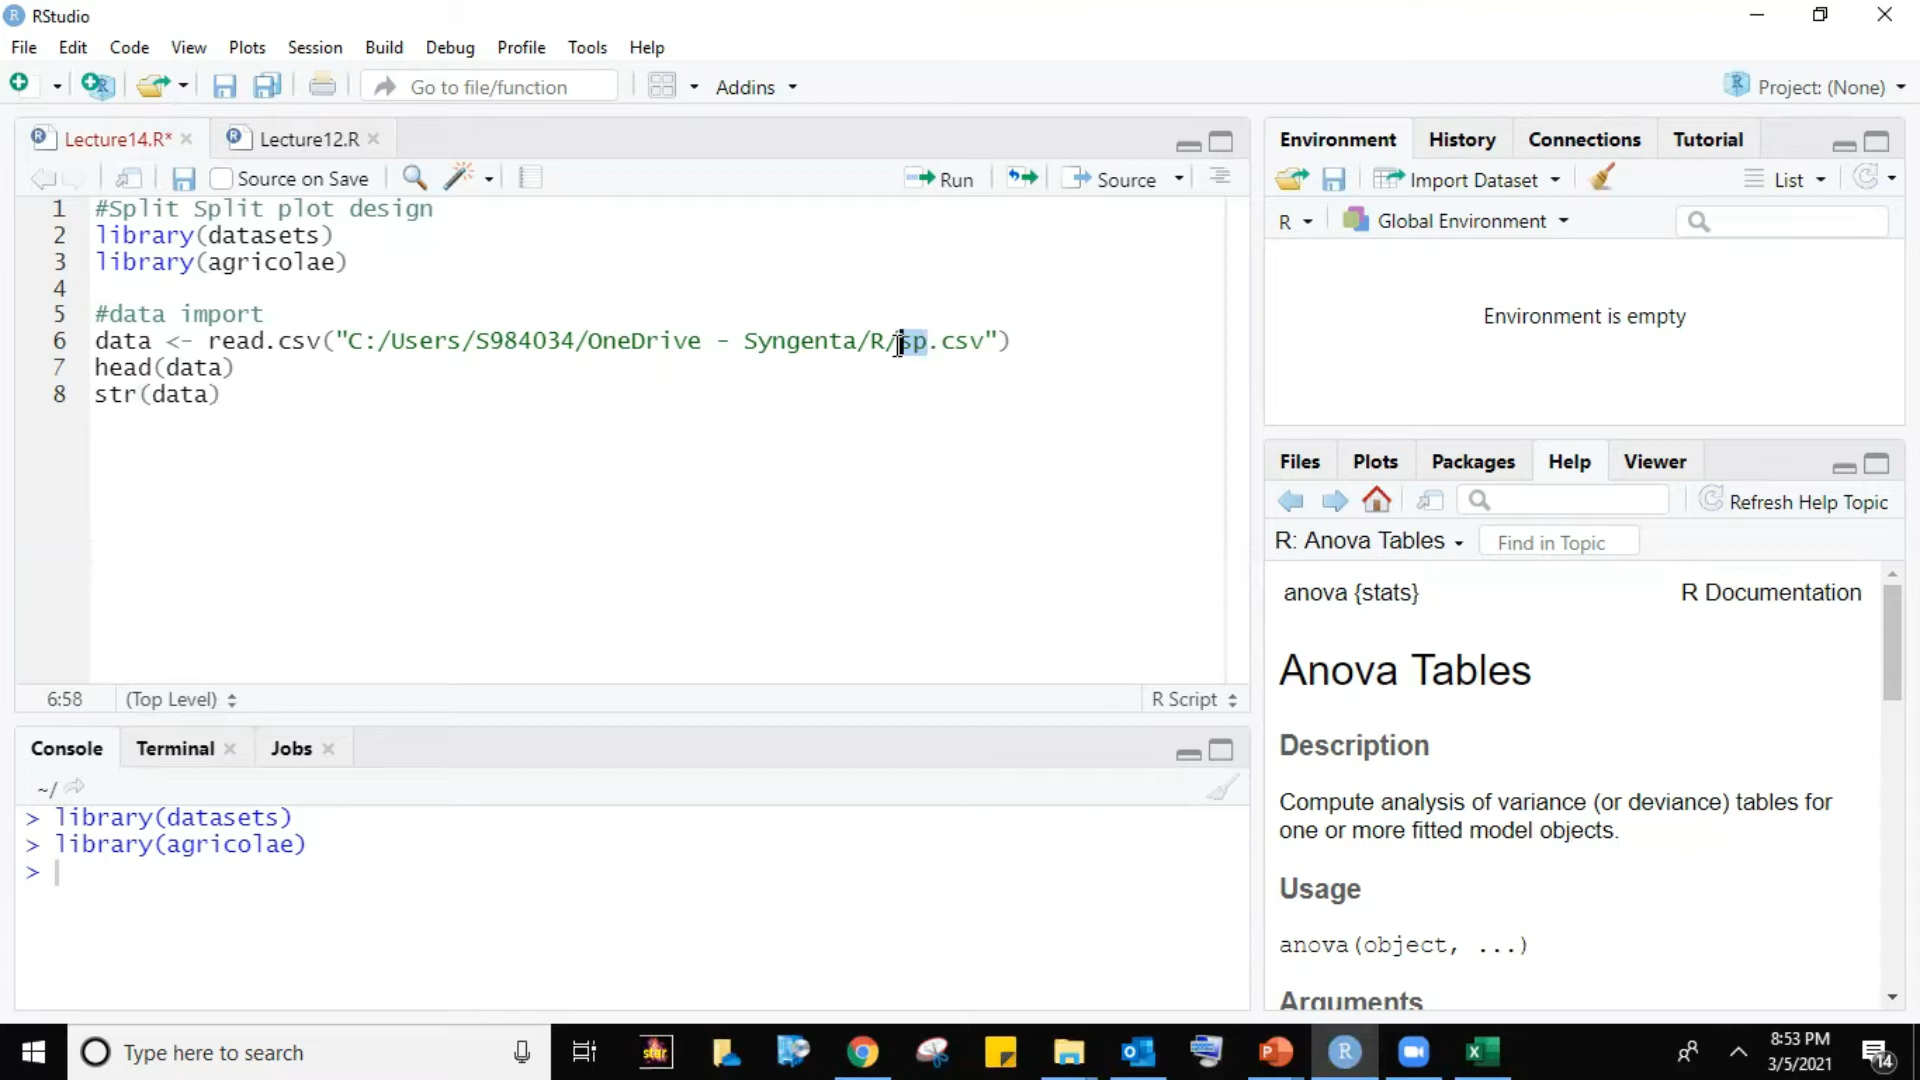 RStudio
File Edit Code View Plots Session Build Debug Profile Tools Help
Go to file/function Addins Project: (None)
Lecture14.R* Lecture12.R
Source on Save Run Source
1 #Split Split plot design
2 library(datasets)
3 library(agricolae)
4
5 #data import
6 data <- read.csv("C:/Users/S984034/OneDrive - Syngenta/R/sp.csv")
7 head(data)
8 str(data)
6:58 (Top Level) R Script
Console Terminal Jobs
~/
> library(datasets)
> library(agricolae)
>
Environment History Connections Tutorial
Import Dataset List
R Global Environment
Environment is empty
Files Plots Packages Help Viewer
Refresh Help Topic
R: Anova Tables Find in Topic
anova {stats} R Documentation
Anova Tables
Description
Compute analysis of variance (or deviance) tables for
one or more fitted model objects.
Usage
anova(object, ...)
Arguments
Type here to search
star
8:53 PM
3/5/2021
14